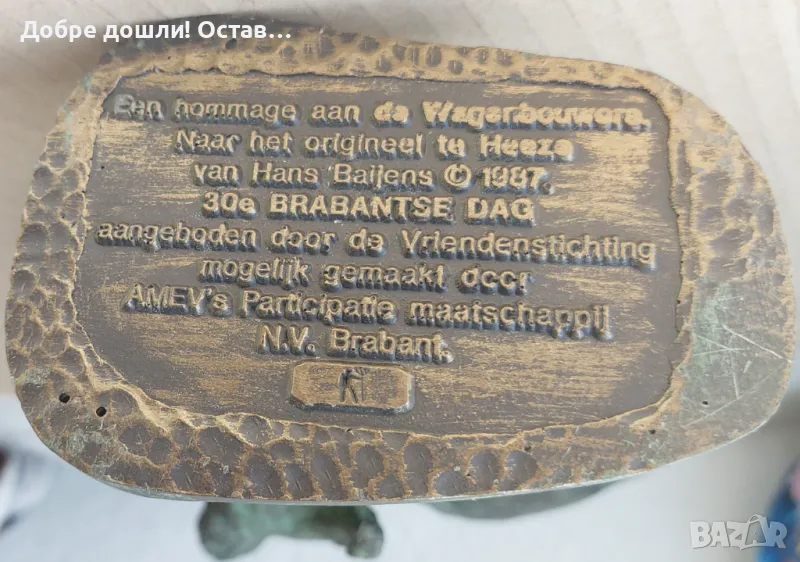 Добре дошли! Остав...
Een hommage aan de Wagenbouwers.
Naar het origineel te Heeze
van Hans Baijens © 1987.
30e BRABANTSE DAG
aangeboden door de Vriendenstichting
mogelijk gemaakt door
AMEV's Participatie maatschappij
N.V. Brabant.
BAZAR